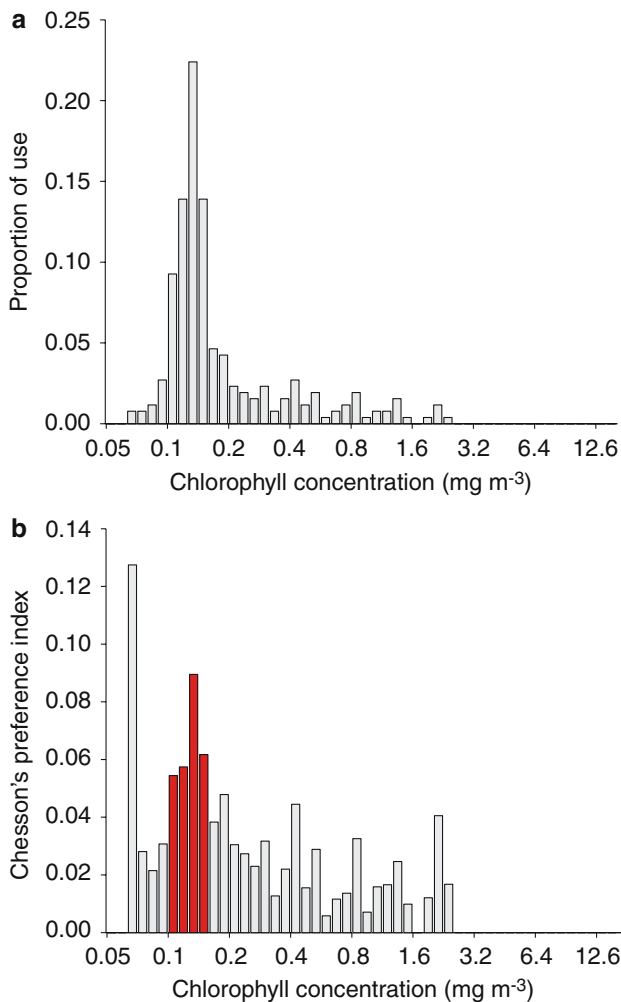 a
0.25
0.20
0.15
0.10
0.05
0.00
Proportion of use
0.05 0.1 0.2 0.4 0.8 1.6 3.2 6.4 12.6
Chlorophyll concentration (mg m-3)
b
0.14
0.12
0.10
0.08
0.06
0.04
0.02
0.00
Chesson's preference index
0.05 0.1 0.2 0.4 0.8 1.6 3.2 6.4 12.6
Chlorophyll concentration (mg m-3)